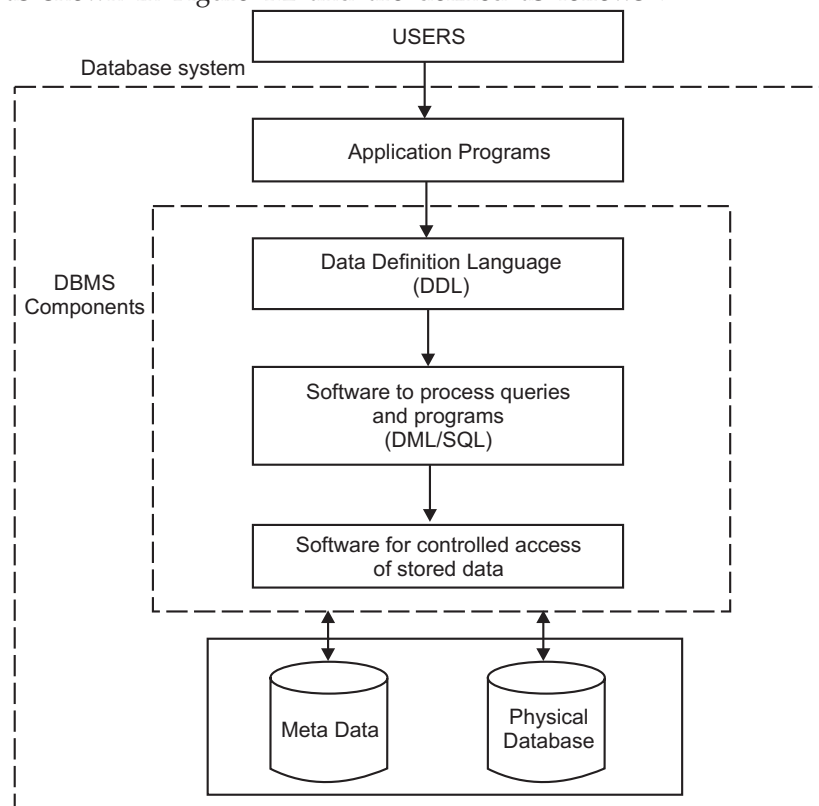 USERS
Database system
Application Programs
DBMS
Components
Data Definition Language
(DDL)
Software to process queries
and programs
(DML/SQL)
Software for controlled access
of stored data
Meta Data
Physical
Database